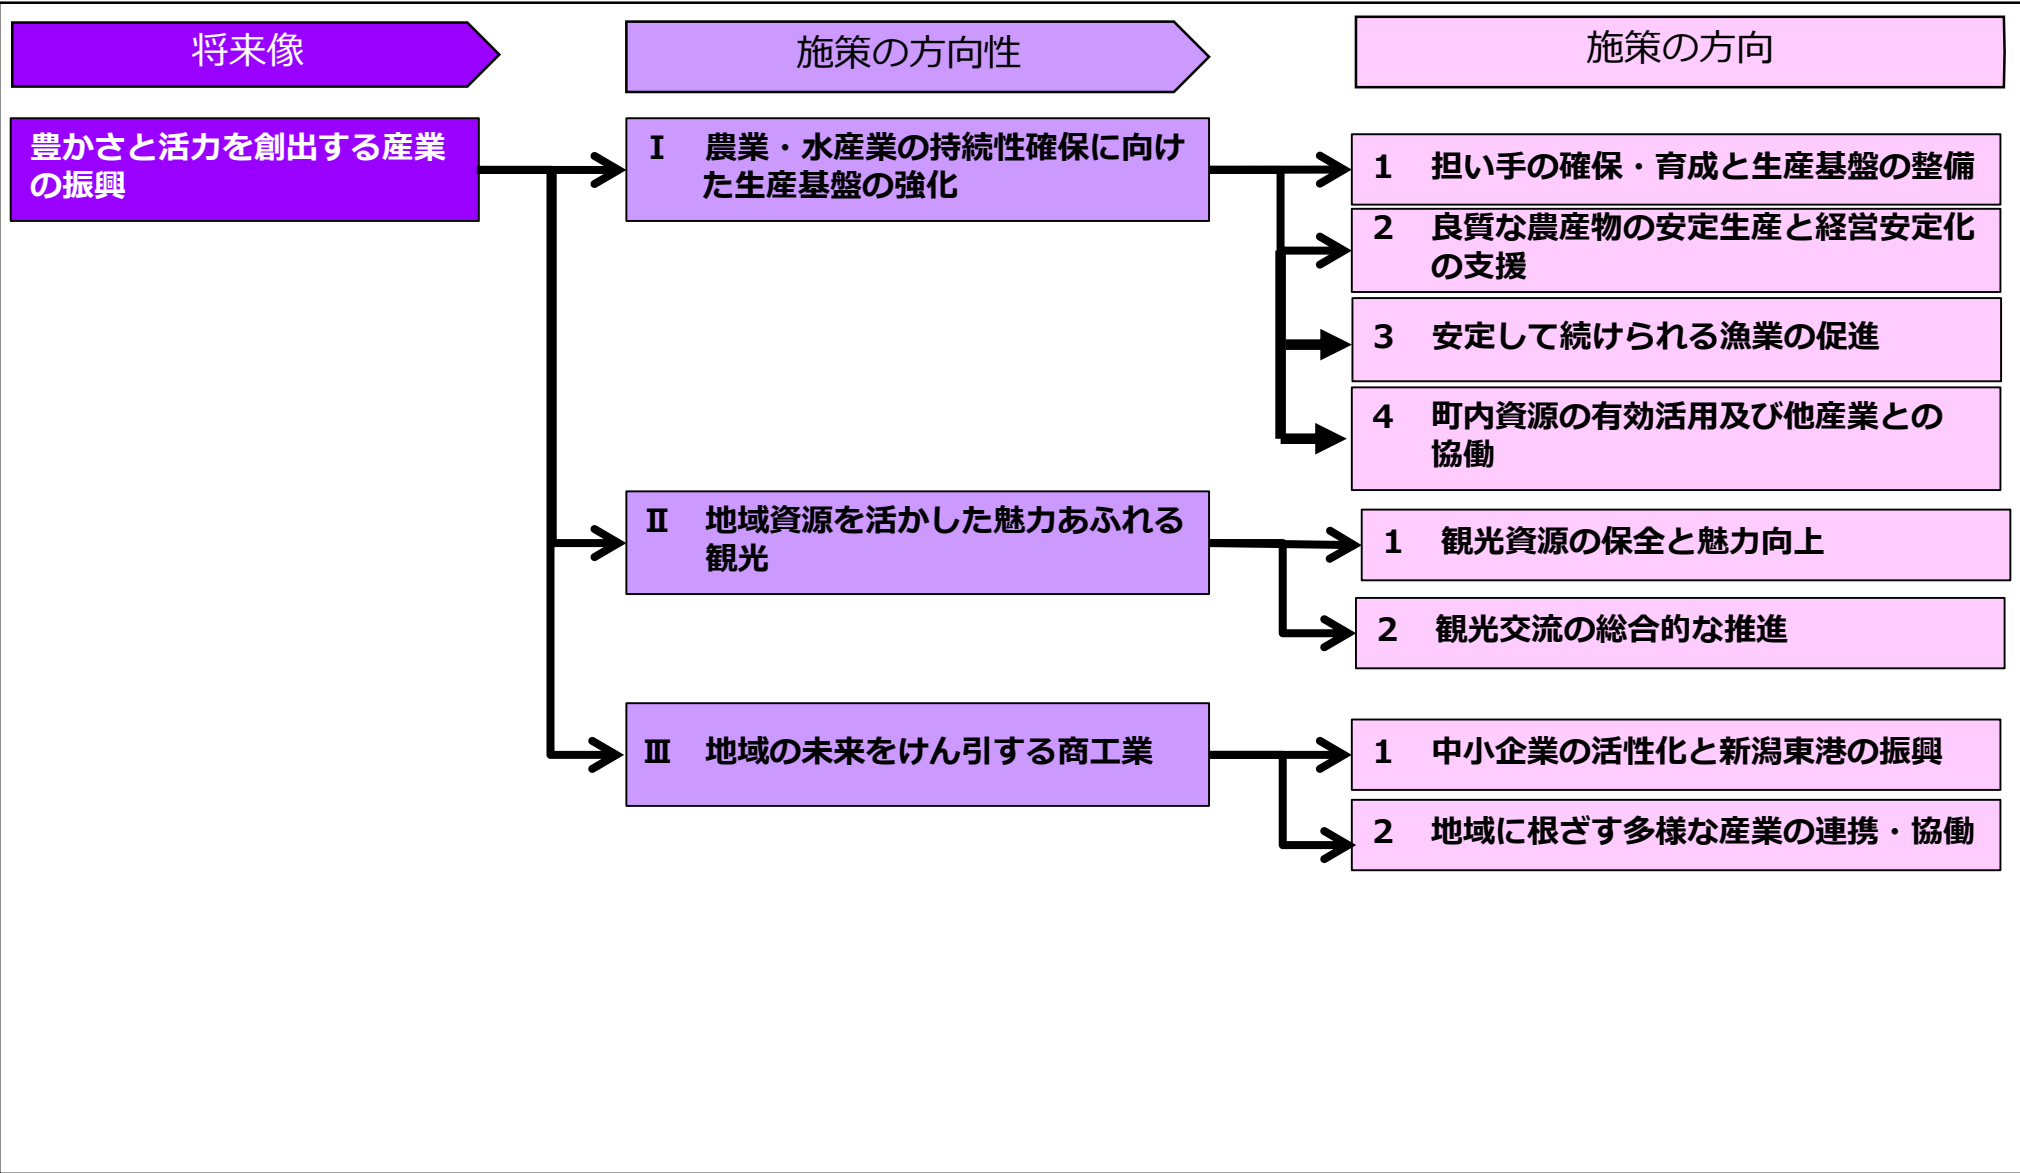 将来像
施策の方向性
施策の方向
豊かさと活力を創出する産業
の振興
Ⅰ　農業・水産業の持続性確保に向け
た生産基盤の強化
1　担い手の確保・育成と生産基盤の整備
2　良質な農産物の安定生産と経営安定化
の支援
3　安定して続けられる漁業の促進
4　町内資源の有効活用及び他産業との
協働
Ⅱ　地域資源を活かした魅力あふれる
観光
1　観光資源の保全と魅力向上
2　観光交流の総合的な推進
Ⅲ　地域の未来をけん引する商工業
1　中小企業の活性化と新潟東港の振興
2　地域に根ざす多様な産業の連携・協働